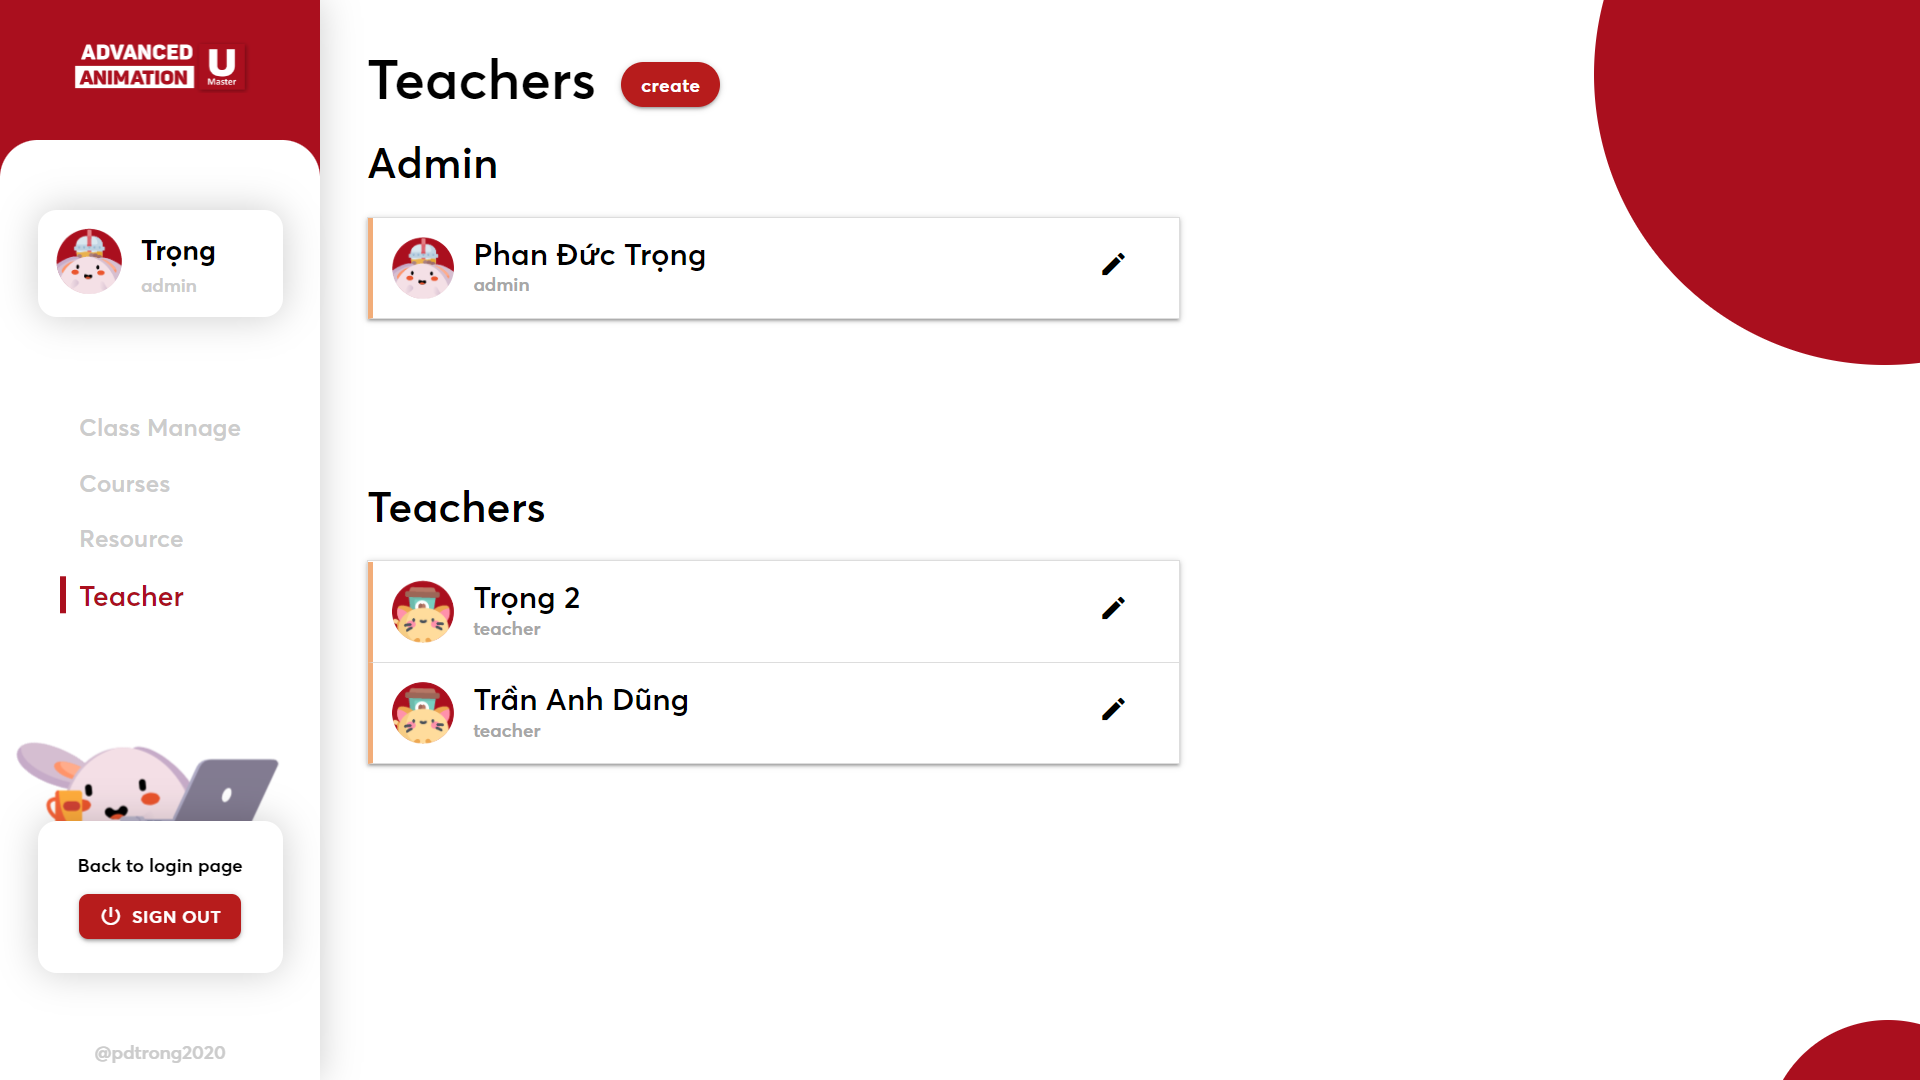 ADVANCED
ANIMATION
U
Master
Trọng
admin
Class Manage
Courses
Resource
Teacher
Back to login page
SIGN OUT
@pdtrong2020
Teachers
create
Admin
Phan Đức Trọng
admin
Teachers
Trọng 2
teacher
Trần Anh Dũng
teacher